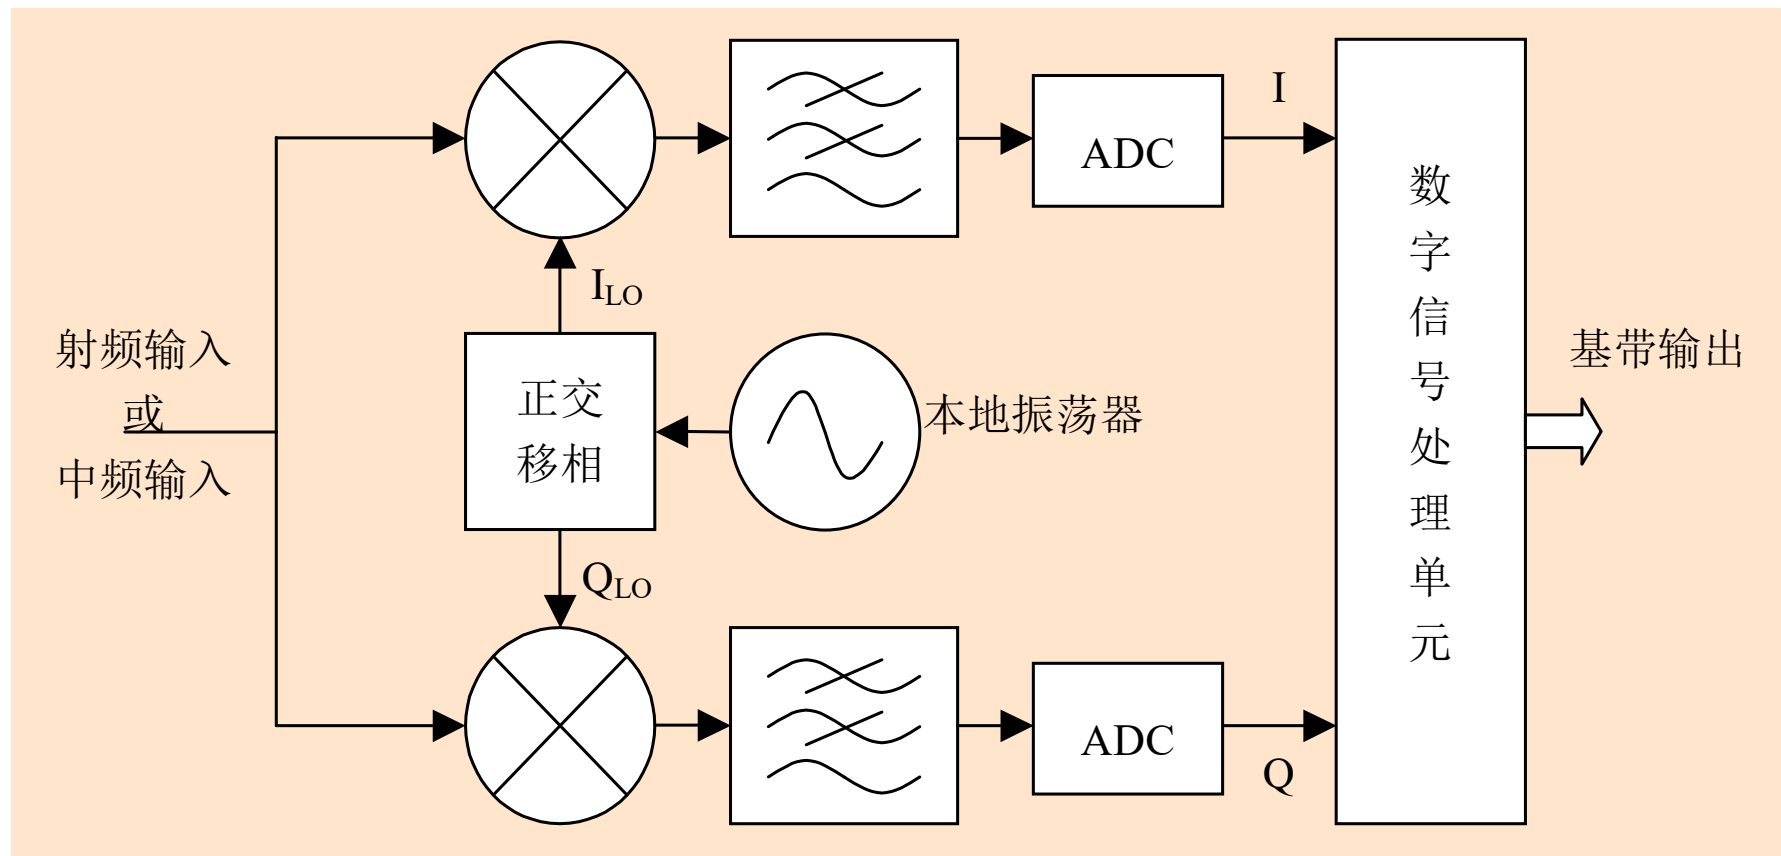 射频输入
或
中频输入
I_LO
正交
移相
Q_LO
本地振荡器
ADC
I
ADC
Q
数
字
信
号
处
理
单
元
基带输出